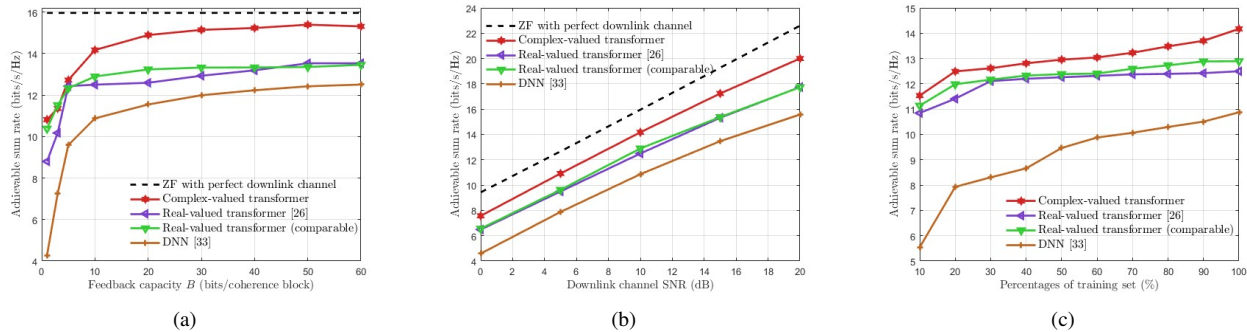 16
14
12
10
8
6
4
0
10
20
30
40
50
60
Achievable sum rate (bits/s/Hz)
Feedback capacity B (bits/coherence block)
ZF with perfect downlink channel
Complex-valued transformer
Real-valued transformer [26]
Real-valued transformer (comparable)
DNN [33]
(a)
24
22
20
18
16
14
12
10
8
6
4
0
2
4
6
8
10
12
14
16
18
20
Achievable sum rate (bits/s/Hz)
Downlink channel SNR (dB)
ZF with perfect downlink channel
Complex-valued transformer
Real-valued transformer [26]
Real-valued transformer (comparable)
DNN [33]
(b)
15
14
13
12
11
10
9
8
7
6
5
10
20
30
40
50
60
70
80
90
100
Achievable sum rate (bits/s/Hz)
Percentages of training set (%)
Complex-valued transformer
Real-valued transformer [26]
Real-valued transformer (comparable)
DNN [33]
(c)